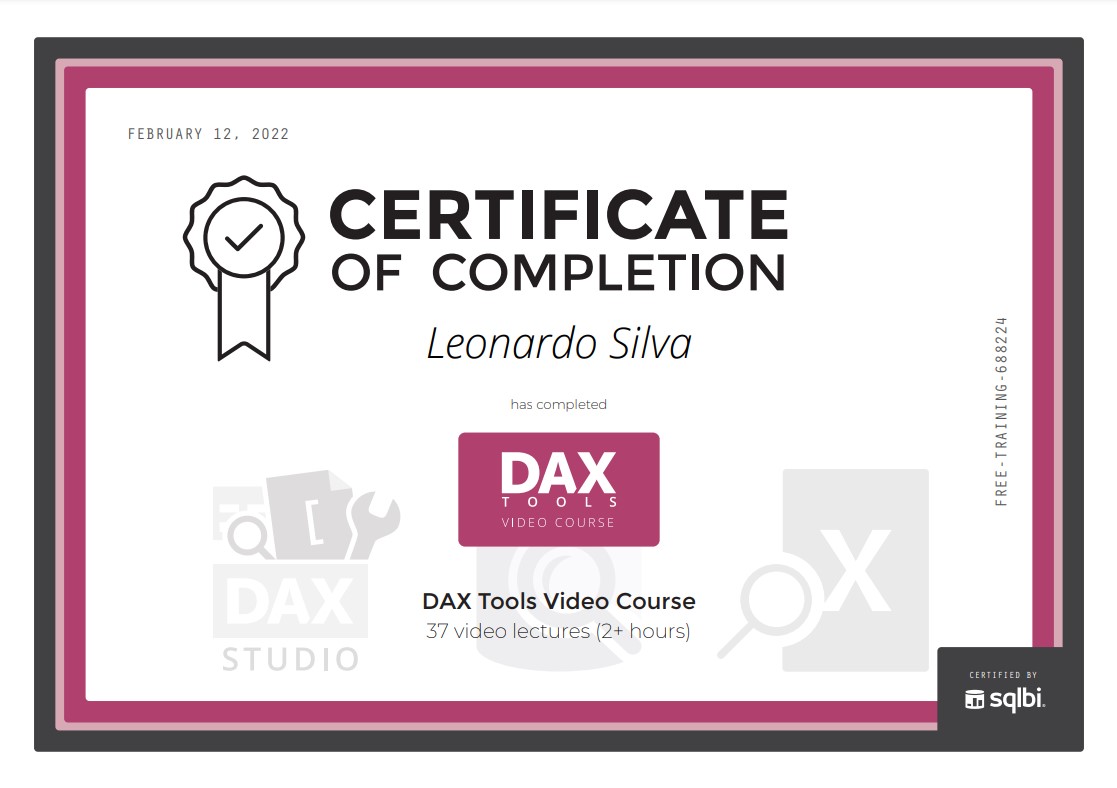 FEBRUARY 12, 2022
CERTIFICATE
OF COMPLETION
Leonardo Silva
has completed
DAX
TOOLS
VIDEO COURSE
DAX Tools Video Course
37 video lectures (2+ hours)
DAX
STUDIO
X
FREE-TRAINING-688224
CERTIFIED BY
sqlbi